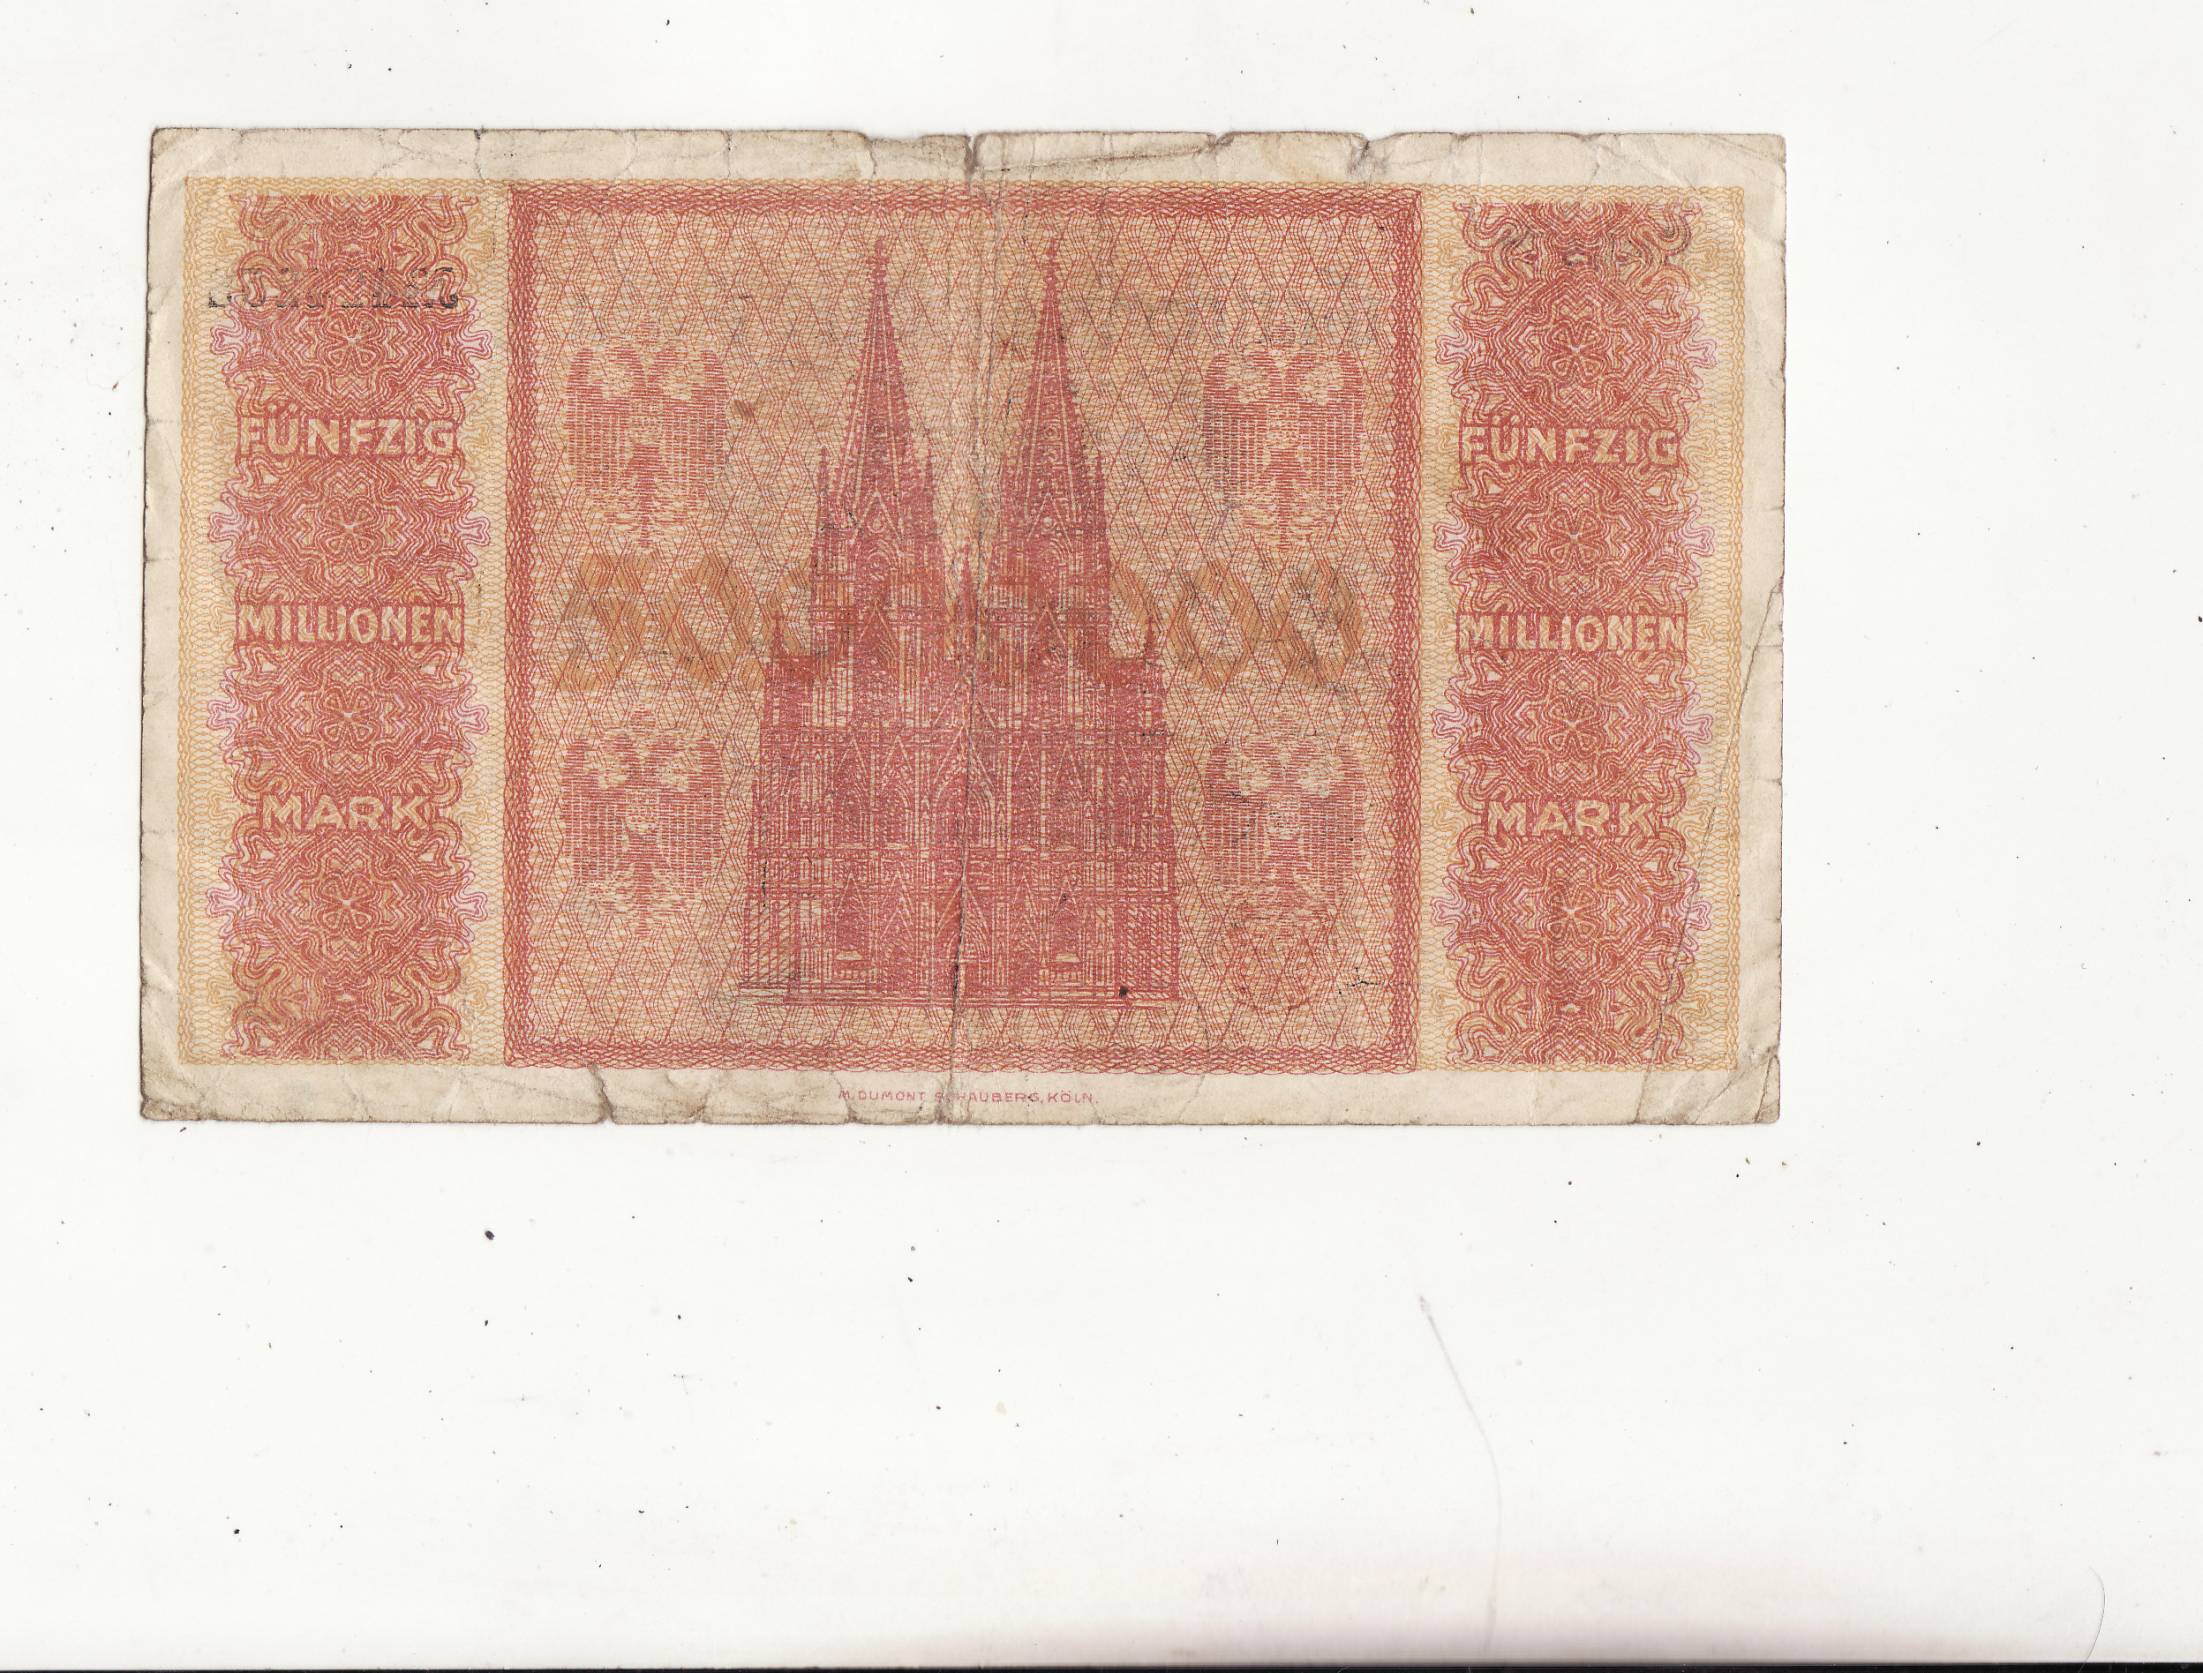 FÜNFZIG
MILLIONEN
MARK
FÜNFZIG
MILLIONEN
MARK
M. DUMONT SCHAUBERG, KÖLN.